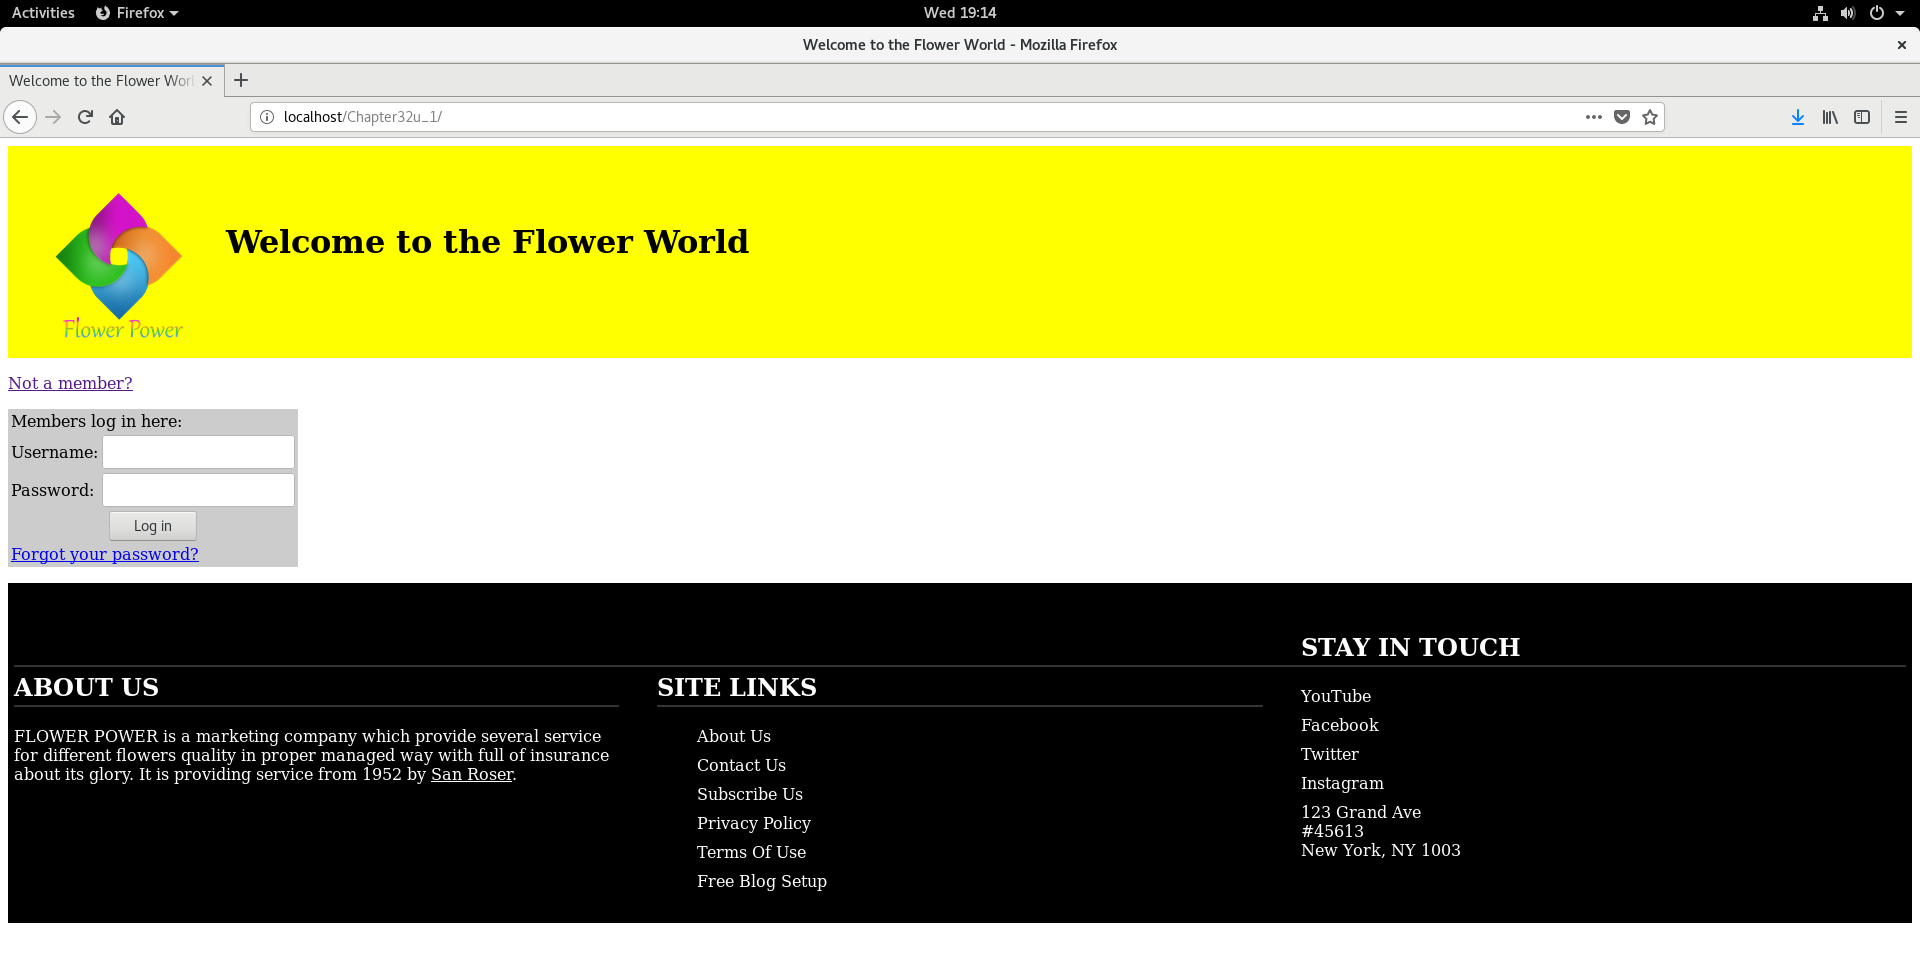 Activities Firefox Wed 19:14
Welcome to the Flower World - Mozilla Firefox
Welcome to the Flower Worl
localhost/Chapter32u_1/
Welcome to the Flower World
Flower Power
Not a member?
Members log in here:
Username:
Password:
Log in
Forgot your password?
ABOUT US
FLOWER POWER is a marketing company which provide several service
for different flowers quality in proper managed way with full of insurance
about its glory. It is providing service from 1952 by San Roser.
SITE LINKS
About Us
Contact Us
Subscribe Us
Privacy Policy
Terms Of Use
Free Blog Setup
STAY IN TOUCH
YouTube
Facebook
Twitter
Instagram
123 Grand Ave
#45613
New York, NY 1003